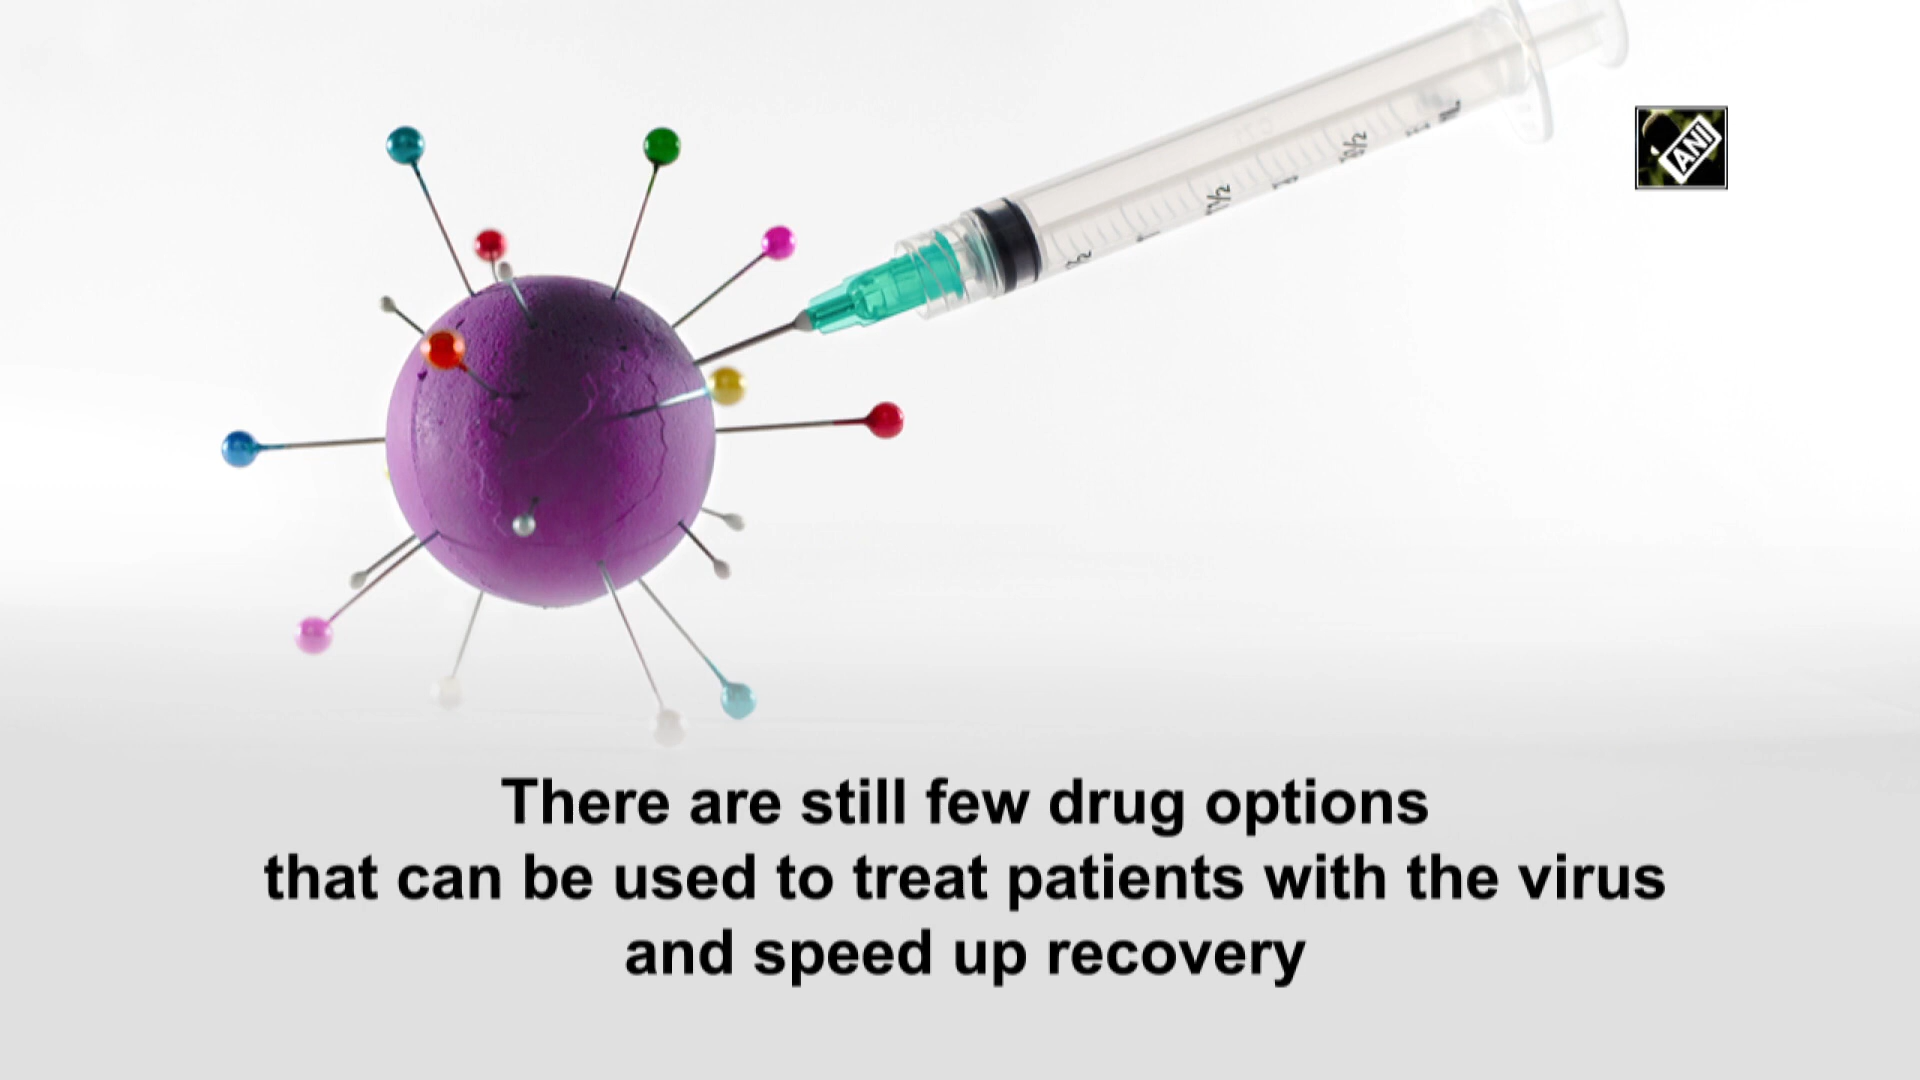 ANI
There are still few drug options
that can be used to treat patients with the virus
and speed up recovery